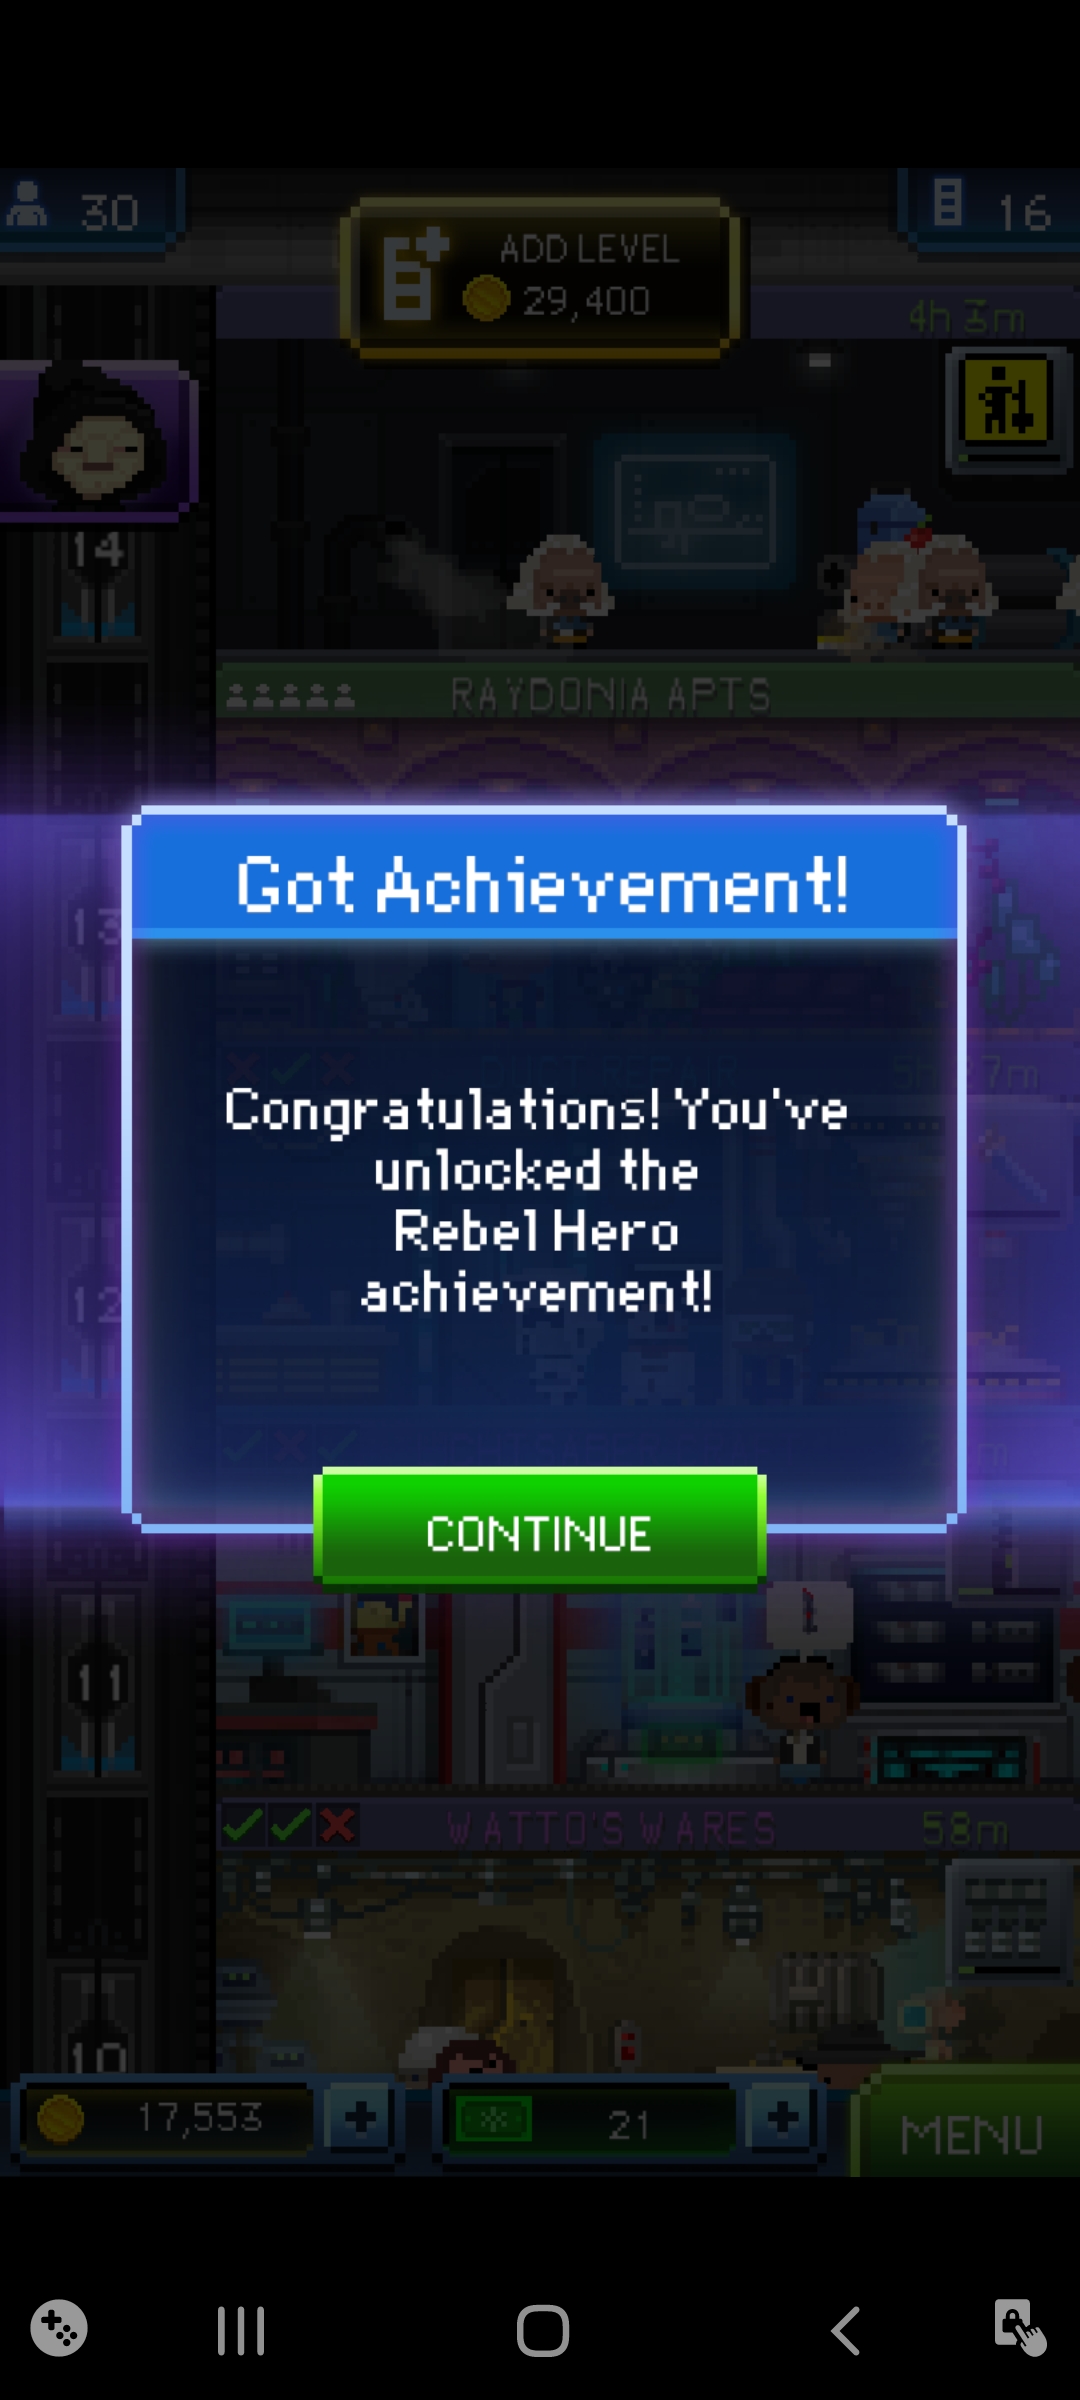 30
ADD LEVEL
29,400
16
4h 3m
14
RAYDONIA APTS
Got Achievement!
13
Congratulations! You've
unlocked the
Rebel Hero
achievement!
12
CONTINUE
11
WATTO'S WARES
58m
10
17,553
21
MENU